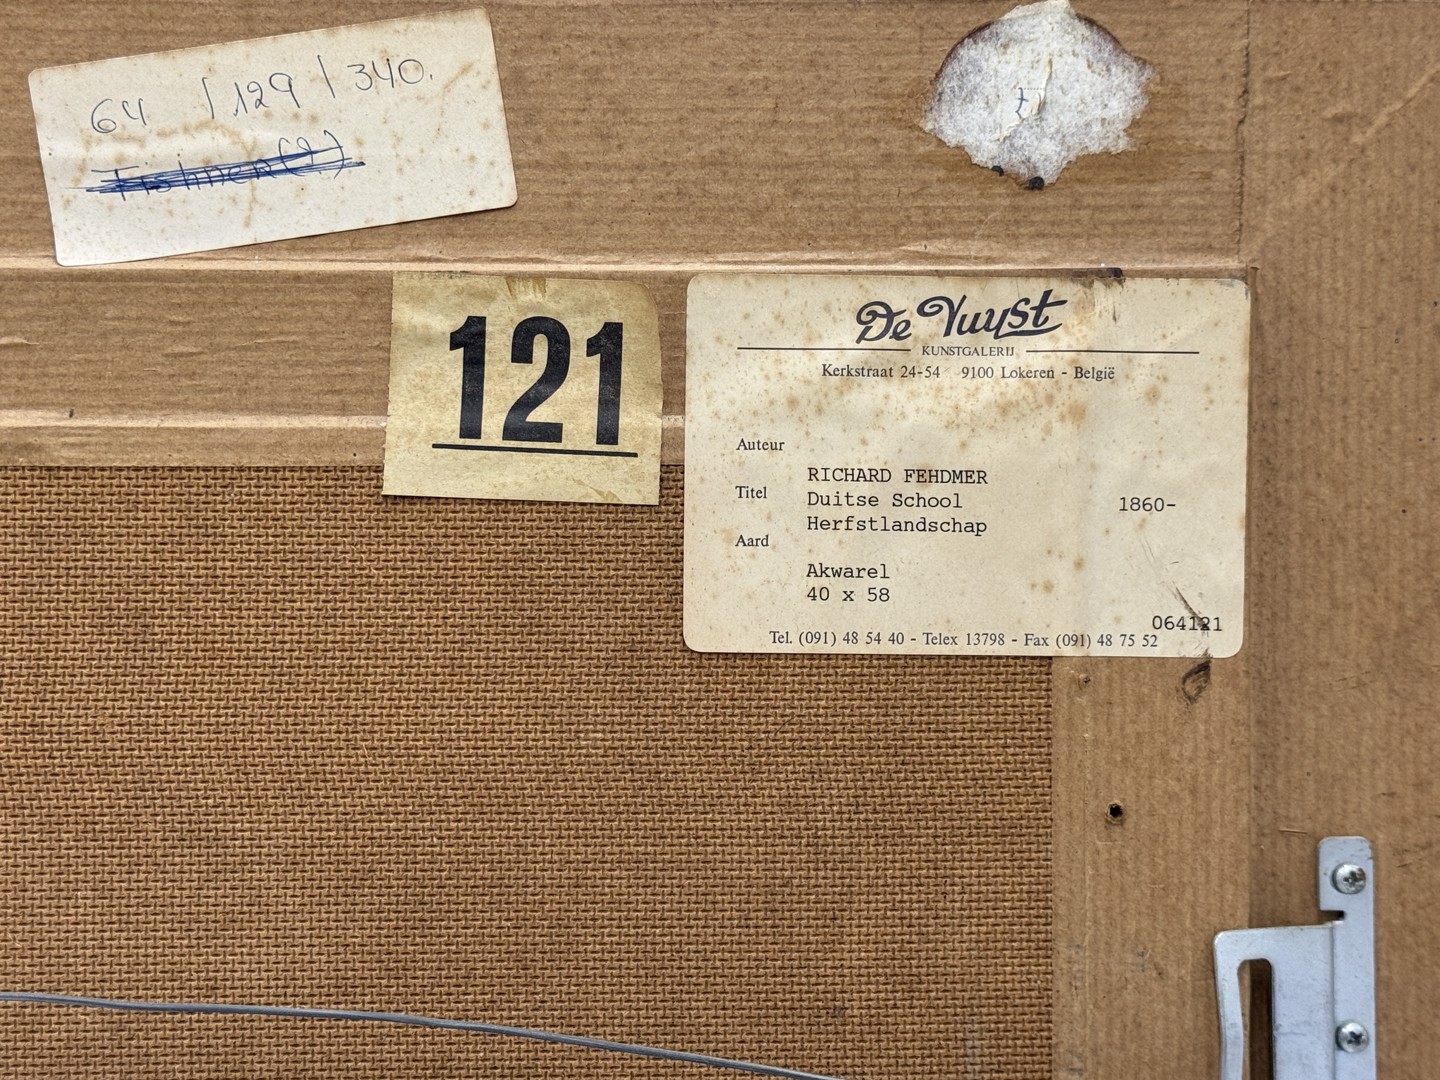 64 / 129 / 340.
121
De Vuyst
KUNSTGALERIJ
Kerkstraat 24-54 9100 Lokeren - België
Auteur
RICHARD FEHDMER
Titel
Duitse School 1860-
Herfstlandschap
Aard
Akwarel
40 x 58
064121
Tel. (091) 48 54 40 - Telex 13798 - Fax (091) 48 75 52